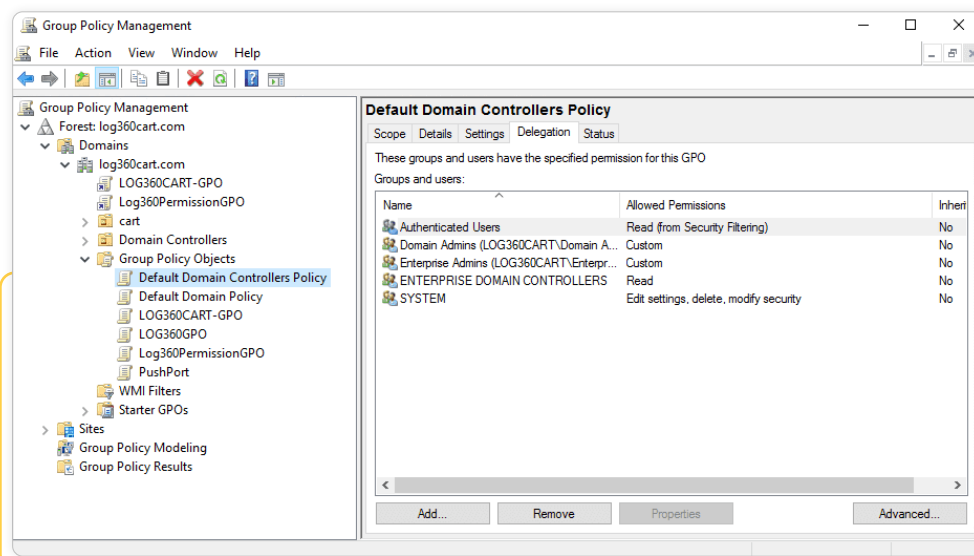 Group Policy Management
File Action View Window Help
Group Policy Management
Forest: log360cart.com
Domains
log360cart.com
LOG360CART-GPO
Log360PermissionGPO
cart
Domain Controllers
Group Policy Objects
Default Domain Controllers Policy
Default Domain Policy
LOG360CART-GPO
LOG360GPO
Log360PermissionGPO
PushPort
WMI Filters
Starter GPOs
Sites
Group Policy Modeling
Group Policy Results
Default Domain Controllers Policy
Scope Details Settings Delegation Status
These groups and users have the specified permission for this GPO
Groups and users:
Name Allowed Permissions Inherit
Authenticated Users Read (from Security Filtering) No
Domain Admins (LOG360CART\Domain A... Custom No
Enterprise Admins (LOG360CART\Enterpr... Custom No
ENTERPRISE DOMAIN CONTROLLERS Read No
SYSTEM Edit settings, delete, modify security No
Add... Remove Properties Advanced...